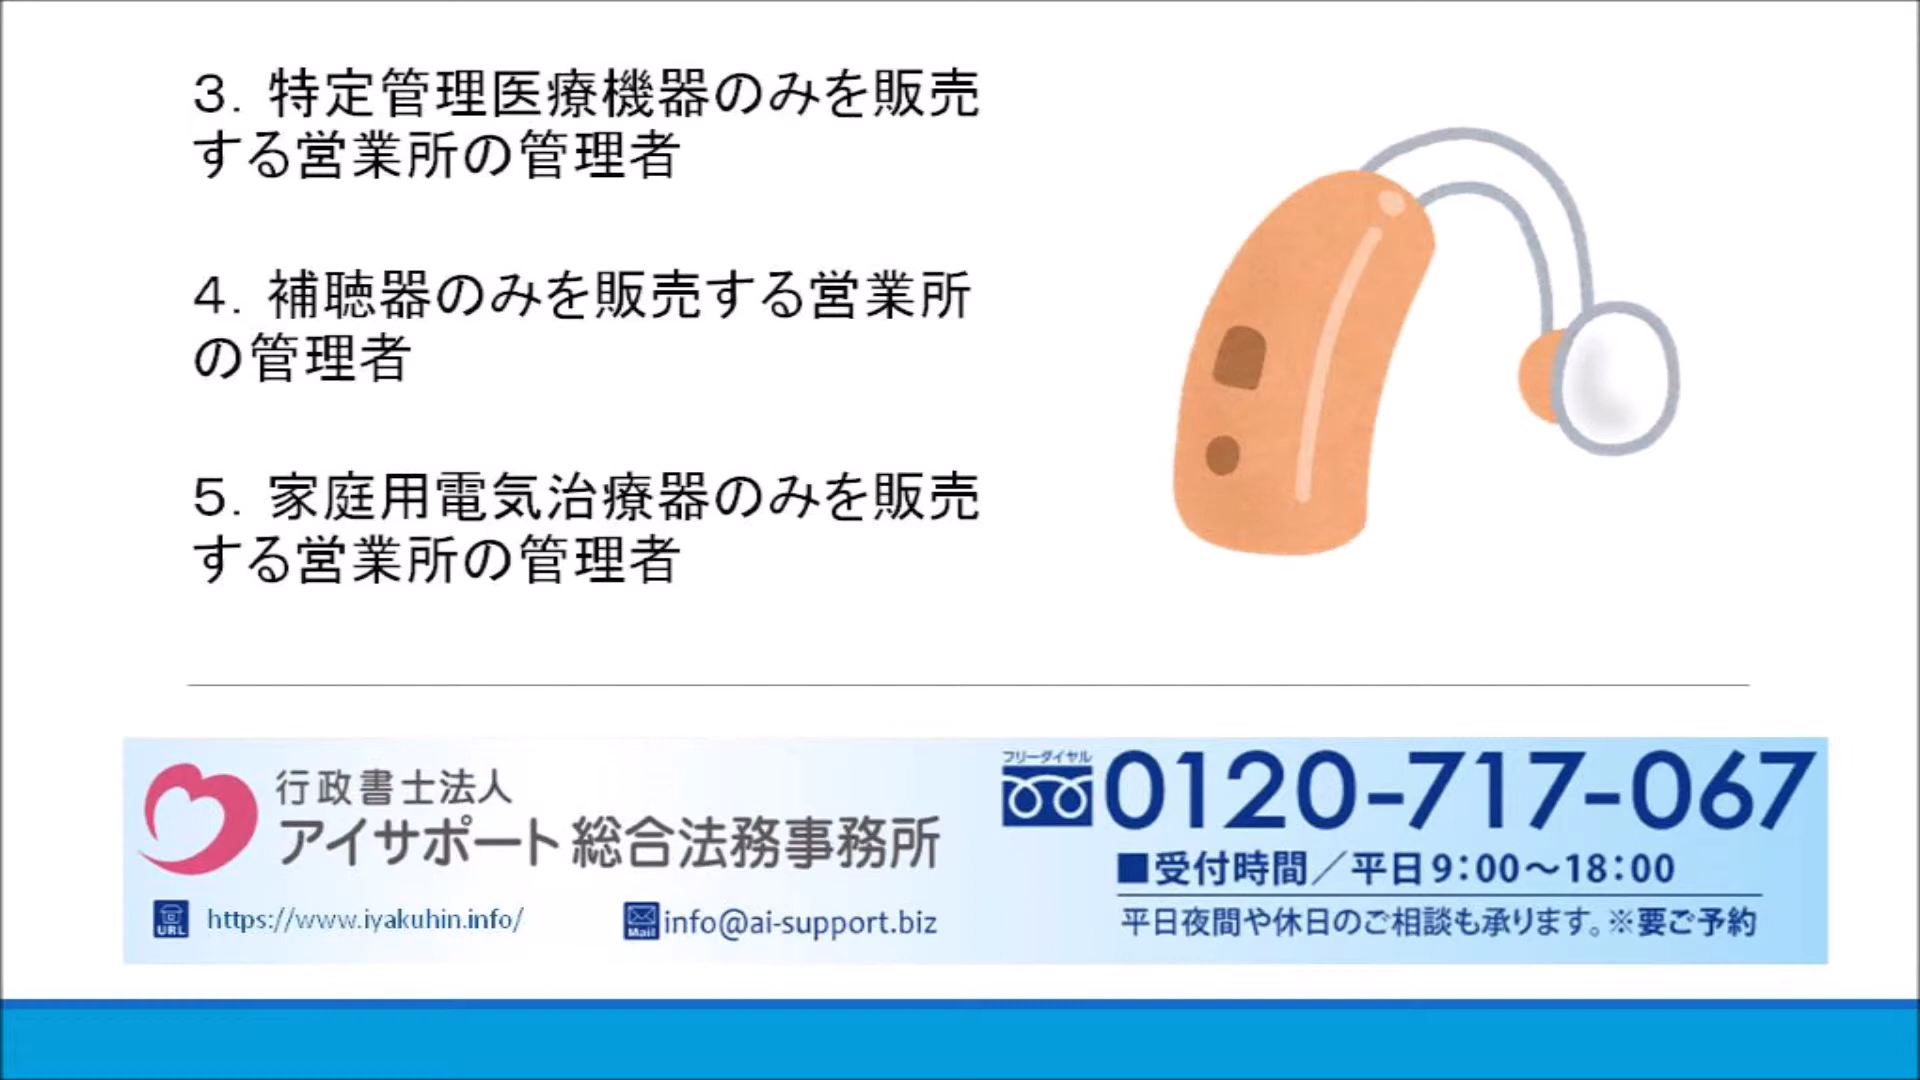 ３．特定管理医療機器のみを販売
する営業所の管理者
４．補聴器のみを販売する営業所
の管理者
５．家庭用電気治療器のみを販売
する営業所の管理者
行政書士法人
アイサポート総合法務事務所
URL https://www.iyakuhin.info/
Mail info@ai-support.biz
フリーダイヤル
0120-717-067
■受付時間／平日9：00～18：00
平日夜間や休日のご相談も承ります。※要ご予約